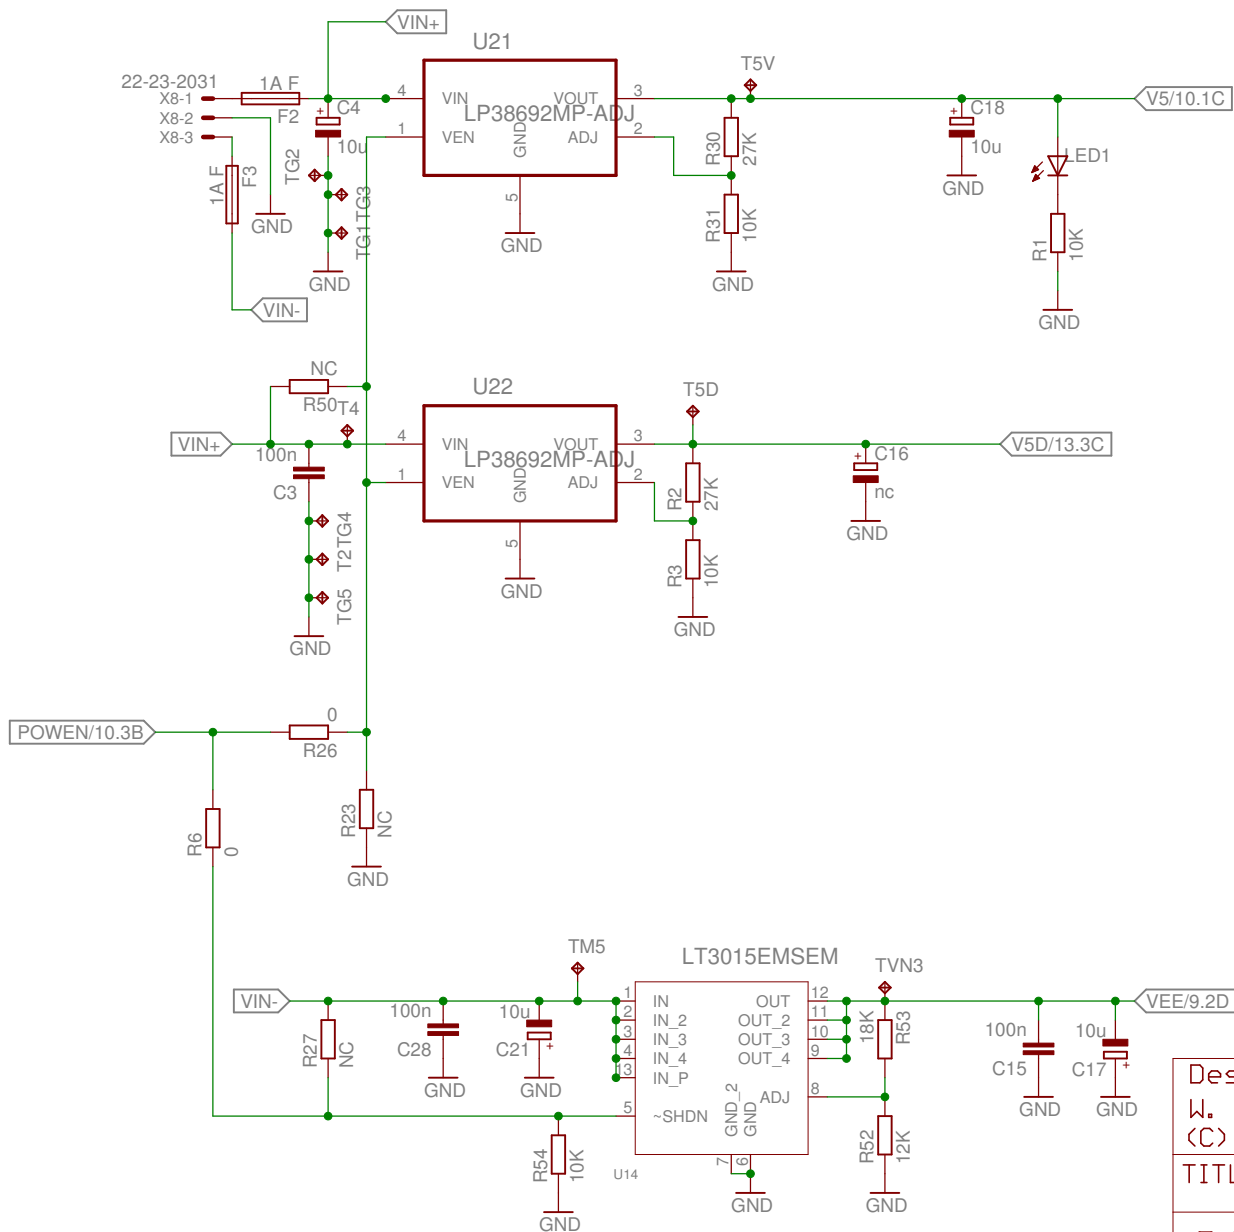 VIN+
U21
T5V
22-23-2031
1A F
F2
X8-1
X8-2
X8-3
C4
10u
4
VIN
VOUT
3
LP38692MP-ADJ
1
VEN
GND
ADJ
2
5
GND
R30
27K
R31
10K
GND
C18
10u
GND
LED1
R1
10K
GND
V5/10.1C
1A F
F3
GND
TG2
TG1TG3
GND
VIN-
NC
R50
T4
U22
T5D
VIN+
100n
C3
4
VIN
VOUT
3
LP38692MP-ADJ
1
VEN
GND
ADJ
2
5
GND
R2
27K
R3
10K
GND
C16
nc
GND
V5D/13.3C
T2TG4
TG5
GND
POWEN/10.3B
0
R26
R6
0
R23
NC
GND
TM5
LT3015EMSEM
TVN3
VIN-
R27
NC
100n
C28
GND
10u
C21
GND
1
IN
OUT
12
2
IN_2
OUT_2
11
3
IN_3
OUT_3
10
4
IN_4
OUT_4
9
13
IN_P
GND_2
GND
ADJ
8
5
~SHDN
7
6
GND
U14
R54
10K
GND
18K
R53
R52
12K
GND
100n
C15
GND
10u
C17
GND
VEE/9.2D
Des
W.
(C)
TITL